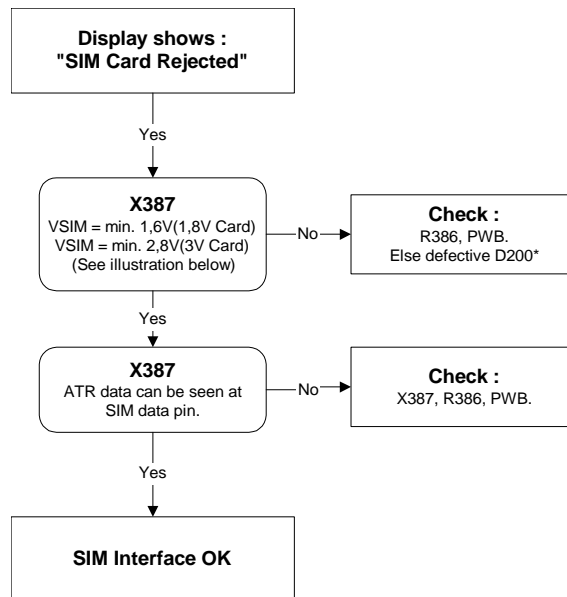 Display shows :
"SIM Card Rejected"
Yes
X387
VSIM = min. 1,6V(1,8V Card)
VSIM = min. 2,8V(3V Card)
(See illustration below)
No
Check :
R386, PWB.
Else defective D200*
Yes
X387
ATR data can be seen at
SIM data pin.
No
Check :
X387, R386, PWB.
Yes
SIM Interface OK